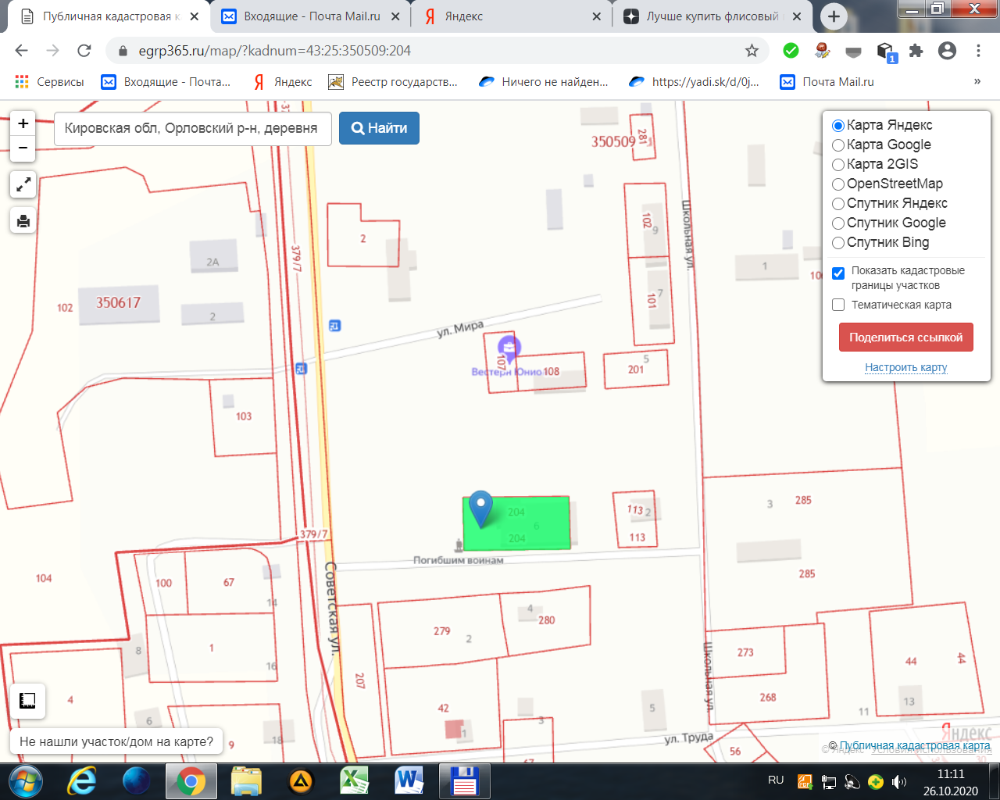 Публичная кадастровая к
Входящие - Почта Mail.ru
Яндекс
Лучше купить флисовый
egrp365.ru/map/?kadnum=43:25:350509:204
Сервисы
Входящие - Почта...
Яндекс
Реестр государств...
Ничего не найден...
https://yadi.sk/d/0j...
Почта Mail.ru
»
1
+
−
Кировская обл, Орловский р-н, деревня
Найти
Карта Яндекс
Карта Google
Карта 2GIS
OpenStreetMap
Спутник Яндекс
Спутник Google
Спутник Bing
Показать кадастровые
границы участков
Тематическая карта
Поделиться ссылкой
Настроить карту
350509
281
Школьная ул.
102
9
2
379/7
2А
1
350617
102
2
101
7
ул. Мира
107
Вестерн Юнио
108
5
201
103
204
6
204
113
2
113
3
285
379/7
Погибшим воинам
285
104
100
67
14
Советская ул.
4
280
279
2
1
8
16
207
273
Школьная ул.
44
44
4
268
13
42
5
11
6
1
3
18
9
ул. Труда
56
Яндекс
© Публичная кадастровая карта
Не нашли участок/дом на карте?
RU
11:11
26.10.2020